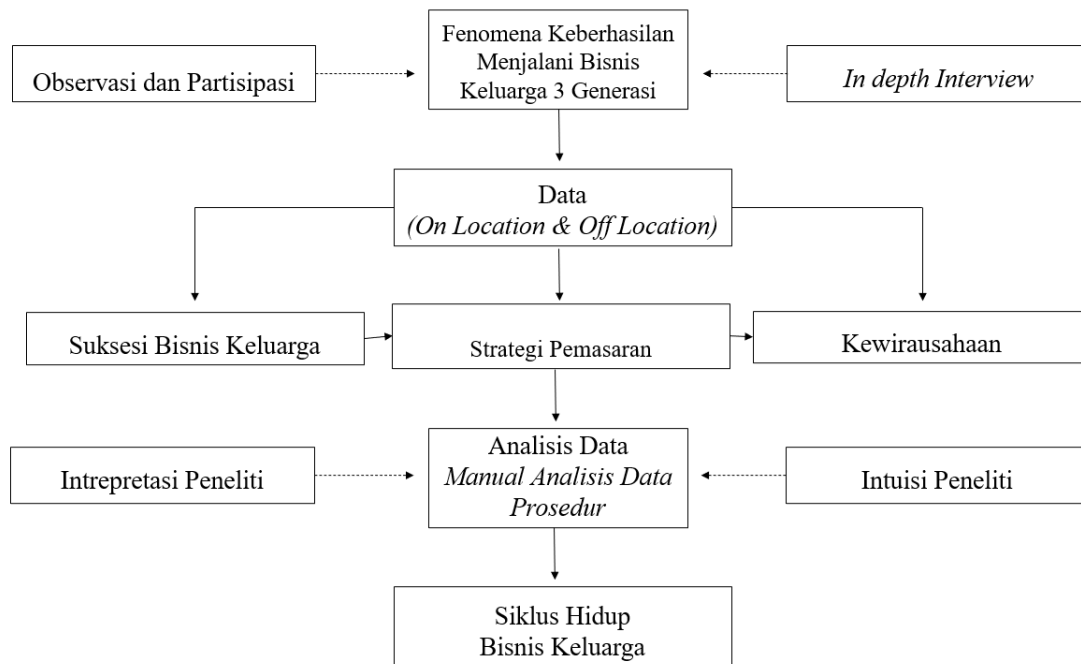 Fenomena Keberhasilan
Menjalani Bisnis
Keluarga 3 Generasi
Observasi dan Partisipasi
In depth Interview
Data
(On Location & Off Location)
Suksesi Bisnis Keluarga
Strategi Pemasaran
Kewirausahaan
Analisis Data
Manual Analisis Data
Prosedur
Intrepretasi Peneliti
Intuisi Peneliti
Siklus Hidup
Bisnis Keluarga